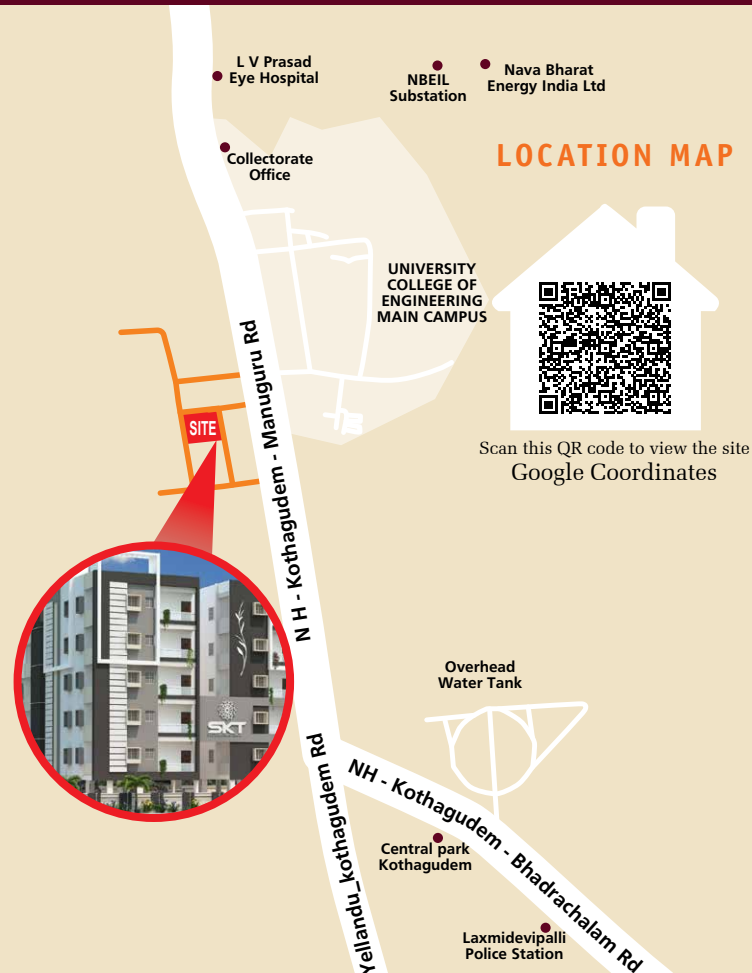 L V Prasad
Eye Hospital
NBEIL
Substation
Nava Bharat
Energy India Ltd
Collectorate
Office
LOCATION MAP
UNIVERSITY
COLLEGE OF
ENGINEERING
MAIN CAMPUS
N H - Kothagudem - Manuguru Rd
SITE
Scan this QR code to view the site
Google Coordinates
SKT
Overhead
Water Tank
Yellandu_kothagudem Rd
NH - Kothagudem - Bhadrachalam Rd
Central park
Kothagudem
Laxmidevipalli
Police Station